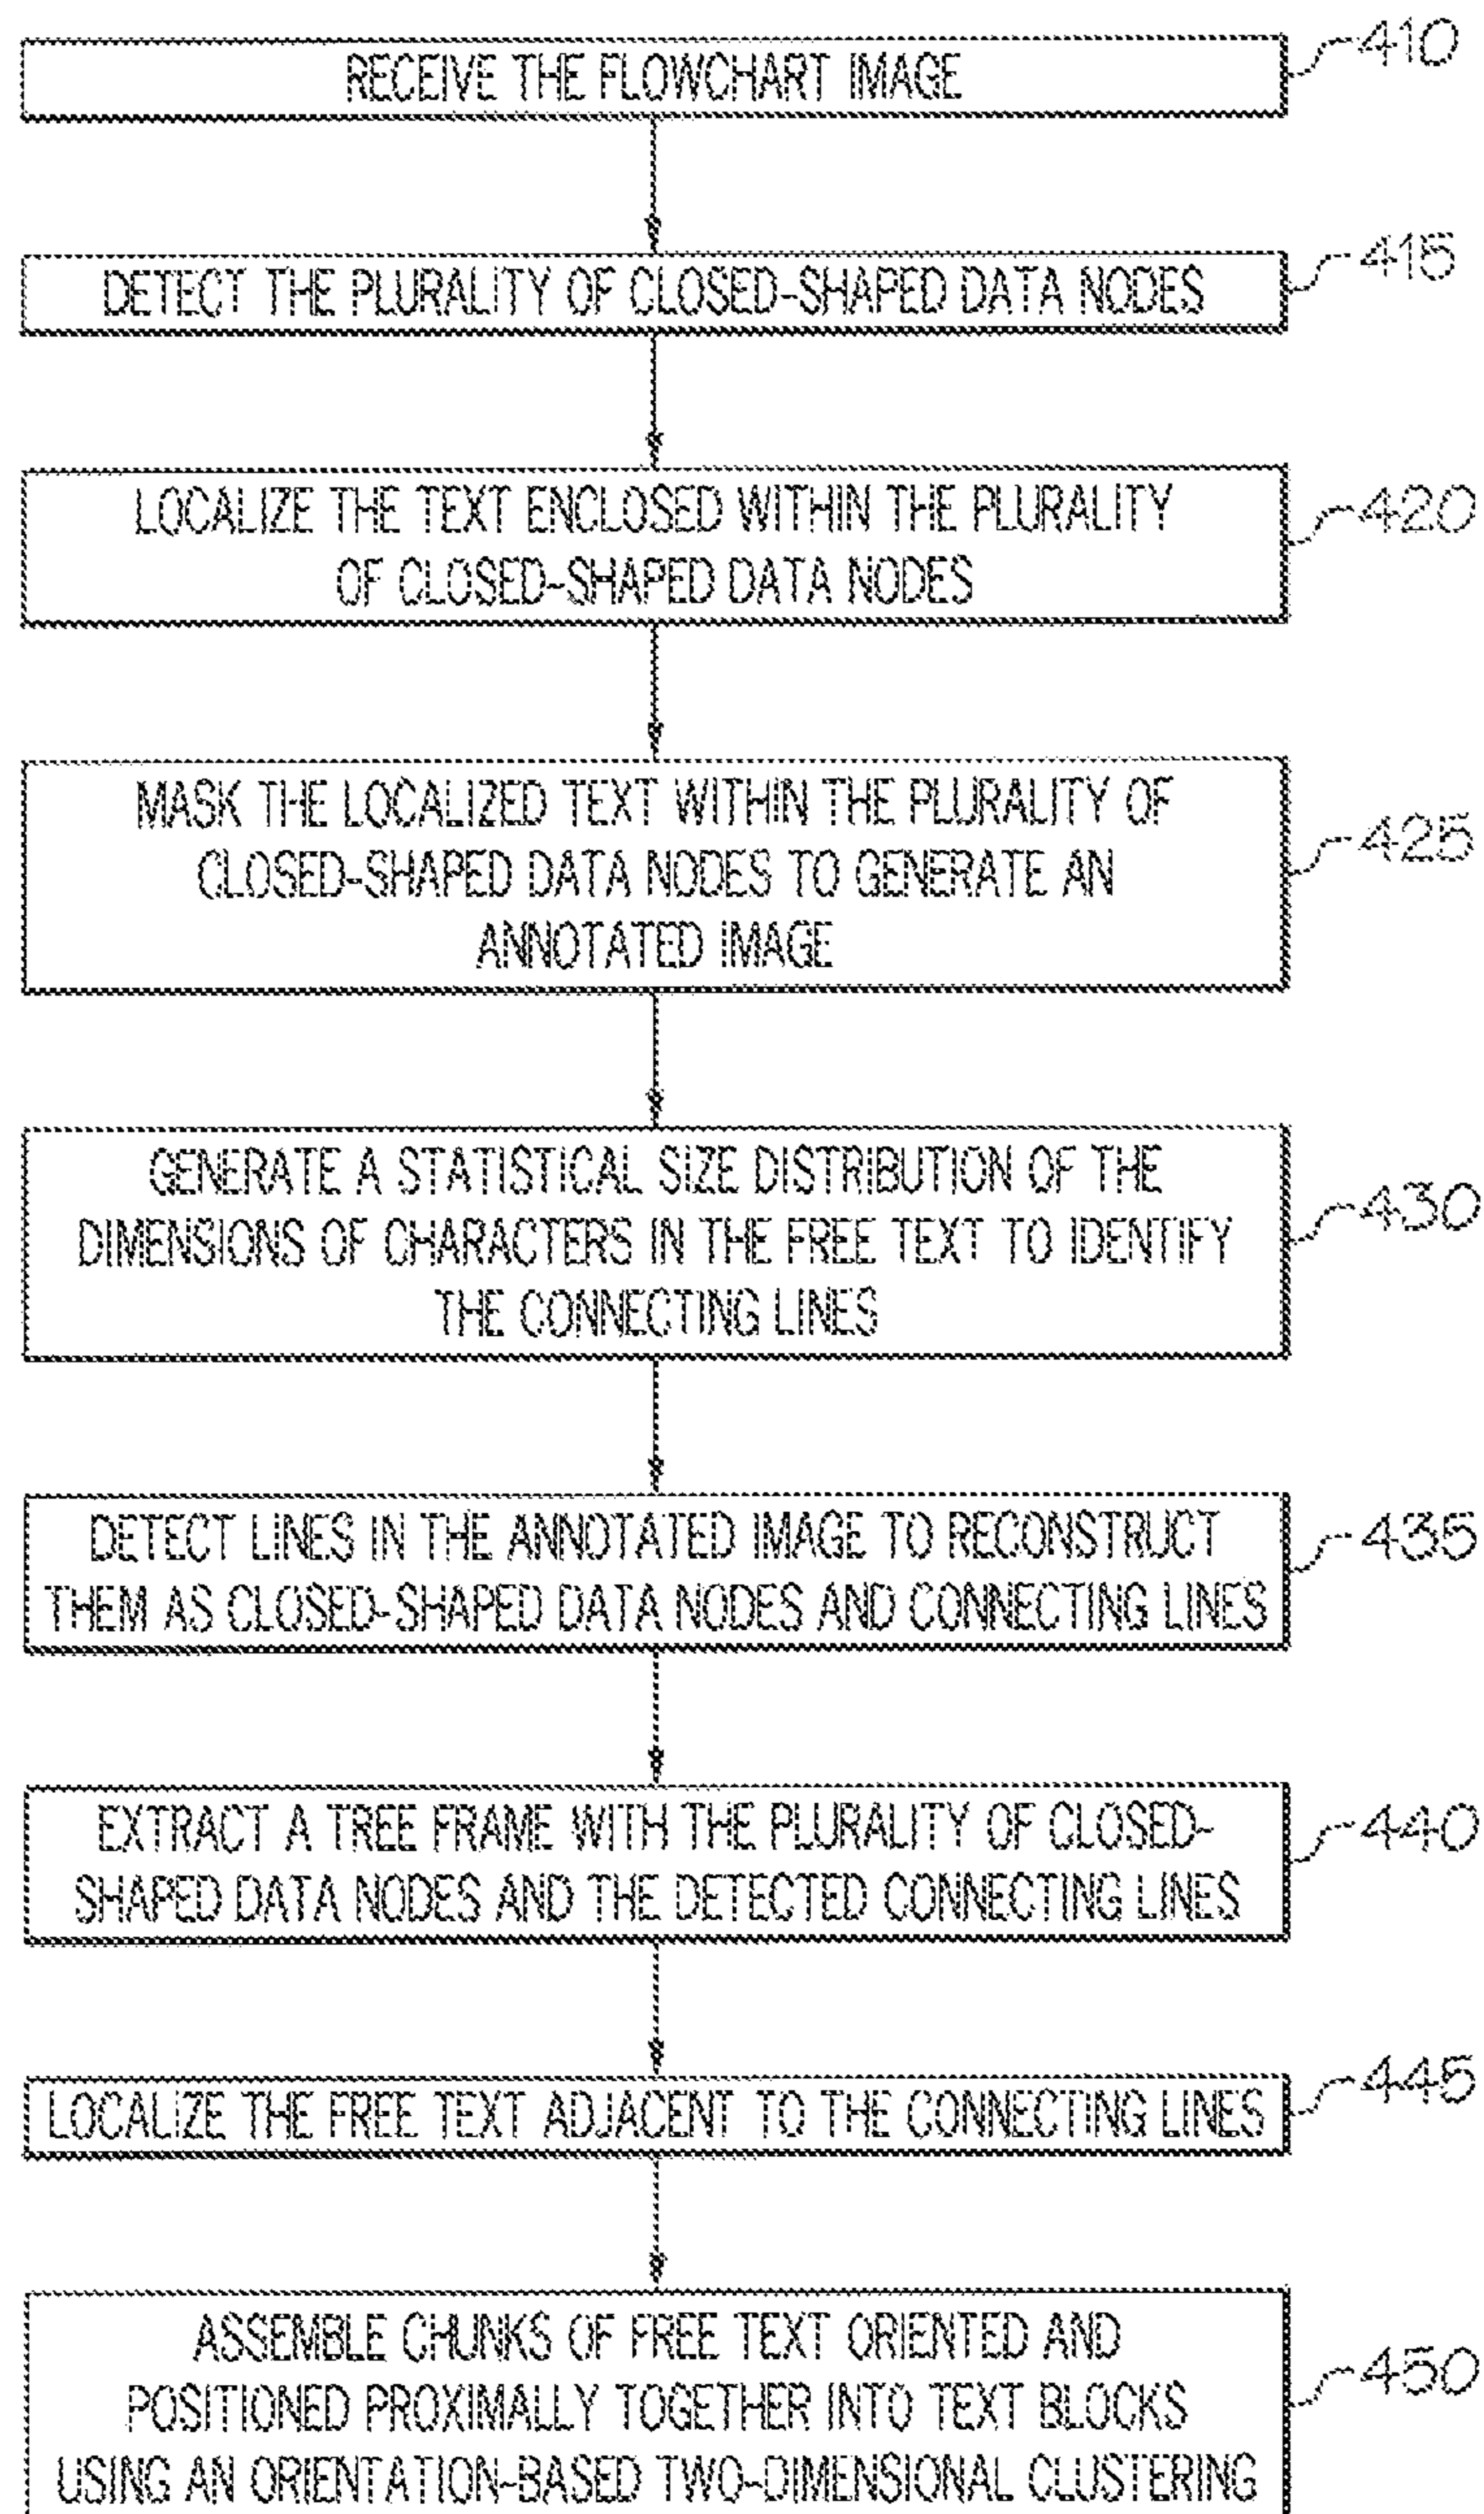 RECEIVE THE FLOWCHART IMAGE
410
DETECT THE PLURALITY OF CLOSED-SHAPED DATA NODES
415
LOCALIZE THE TEXT ENCLOSED WITHIN THE PLURALITY
OF CLOSED-SHAPED DATA NODES
420
MASK THE LOCALIZED TEXT WITHIN THE PLURALITY OF
CLOSED-SHAPED DATA NODES TO GENERATE AN
ANNOTATED IMAGE
425
GENERATE A STATISTICAL SIZE DISTRIBUTION OF THE
DIMENSIONS OF CHARACTERS IN THE FREE TEXT TO IDENTIFY
THE CONNECTING LINES
430
DETECT LINES IN THE ANNOTATED IMAGE TO RECONSTRUCT
THEM AS CLOSED-SHAPED DATA NODES AND CONNECTING LINES
435
EXTRACT A TREE FRAME WITH THE PLURALITY OF CLOSED-
SHAPED DATA NODES AND THE DETECTED CONNECTING LINES
440
LOCALIZE THE FREE TEXT ADJACENT TO THE CONNECTING LINES
445
ASSEMBLE CHUNKS OF FREE TEXT ORIENTED AND
POSITIONED PROXIMALLY TOGETHER INTO TEXT BLOCKS
USING AN ORIENTATION-BASED TWO-DIMENSIONAL CLUSTERING
450